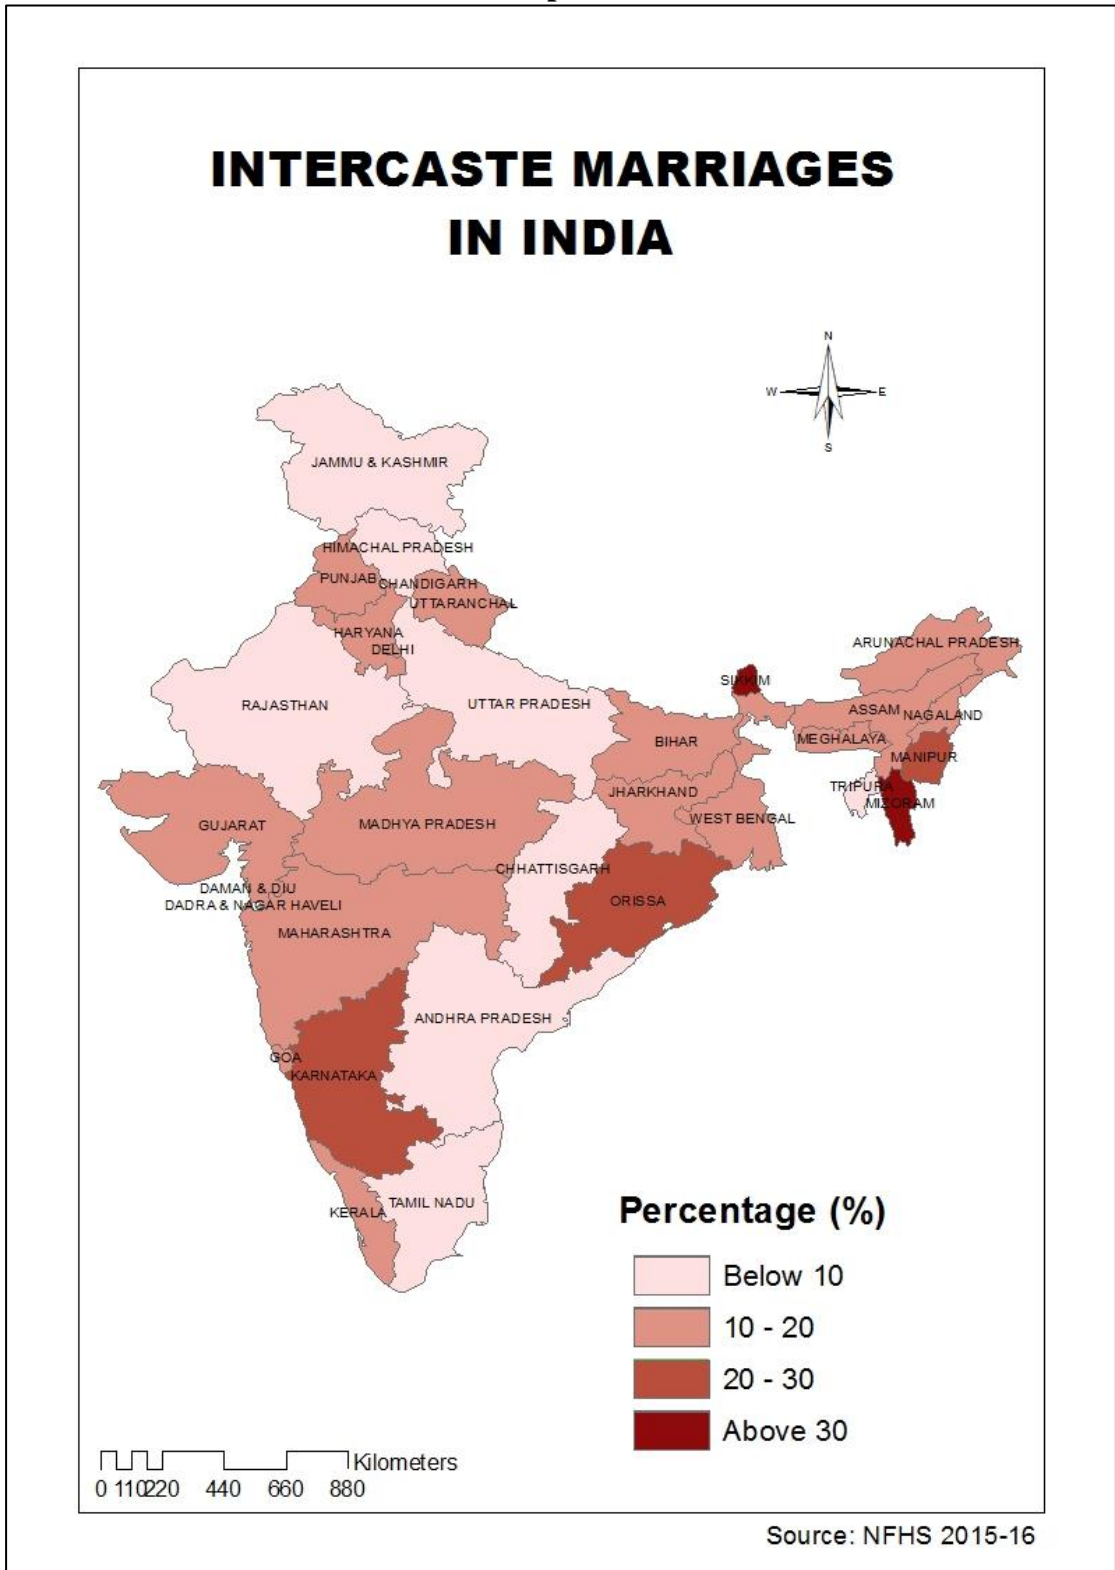 INTERCASTE MARRIAGES
IN INDIA
N
W
E
S
JAMMU & KASHMIR
HIMACHAL PRADESH
PUNJAB
CHANDIGARH
UTTARANCHAL
HARYANA
DELHI
ARUNACHAL PRADESH
SIKKIM
RAJASTHAN
UTTAR PRADESH
ASSAM
NAGALAND
BIHAR
MEGHALAYA
MANIPUR
TRIPURA
JHARKHAND
MIZORAM
GUJARAT
MADHYA PRADESH
WEST BENGAL
CHHATTISGARH
DAMAN & DIU
DADRA & NAGAR HAVELI
ORISSA
MAHARASHTRA
ANDHRA PRADESH
GOA
KARNATAKA
TAMIL NADU
KERALA
Percentage (%)
Below 10
10 - 20
20 - 30
Above 30
Kilometers
0 110220 440 660 880
Source: NFHS 2015-16